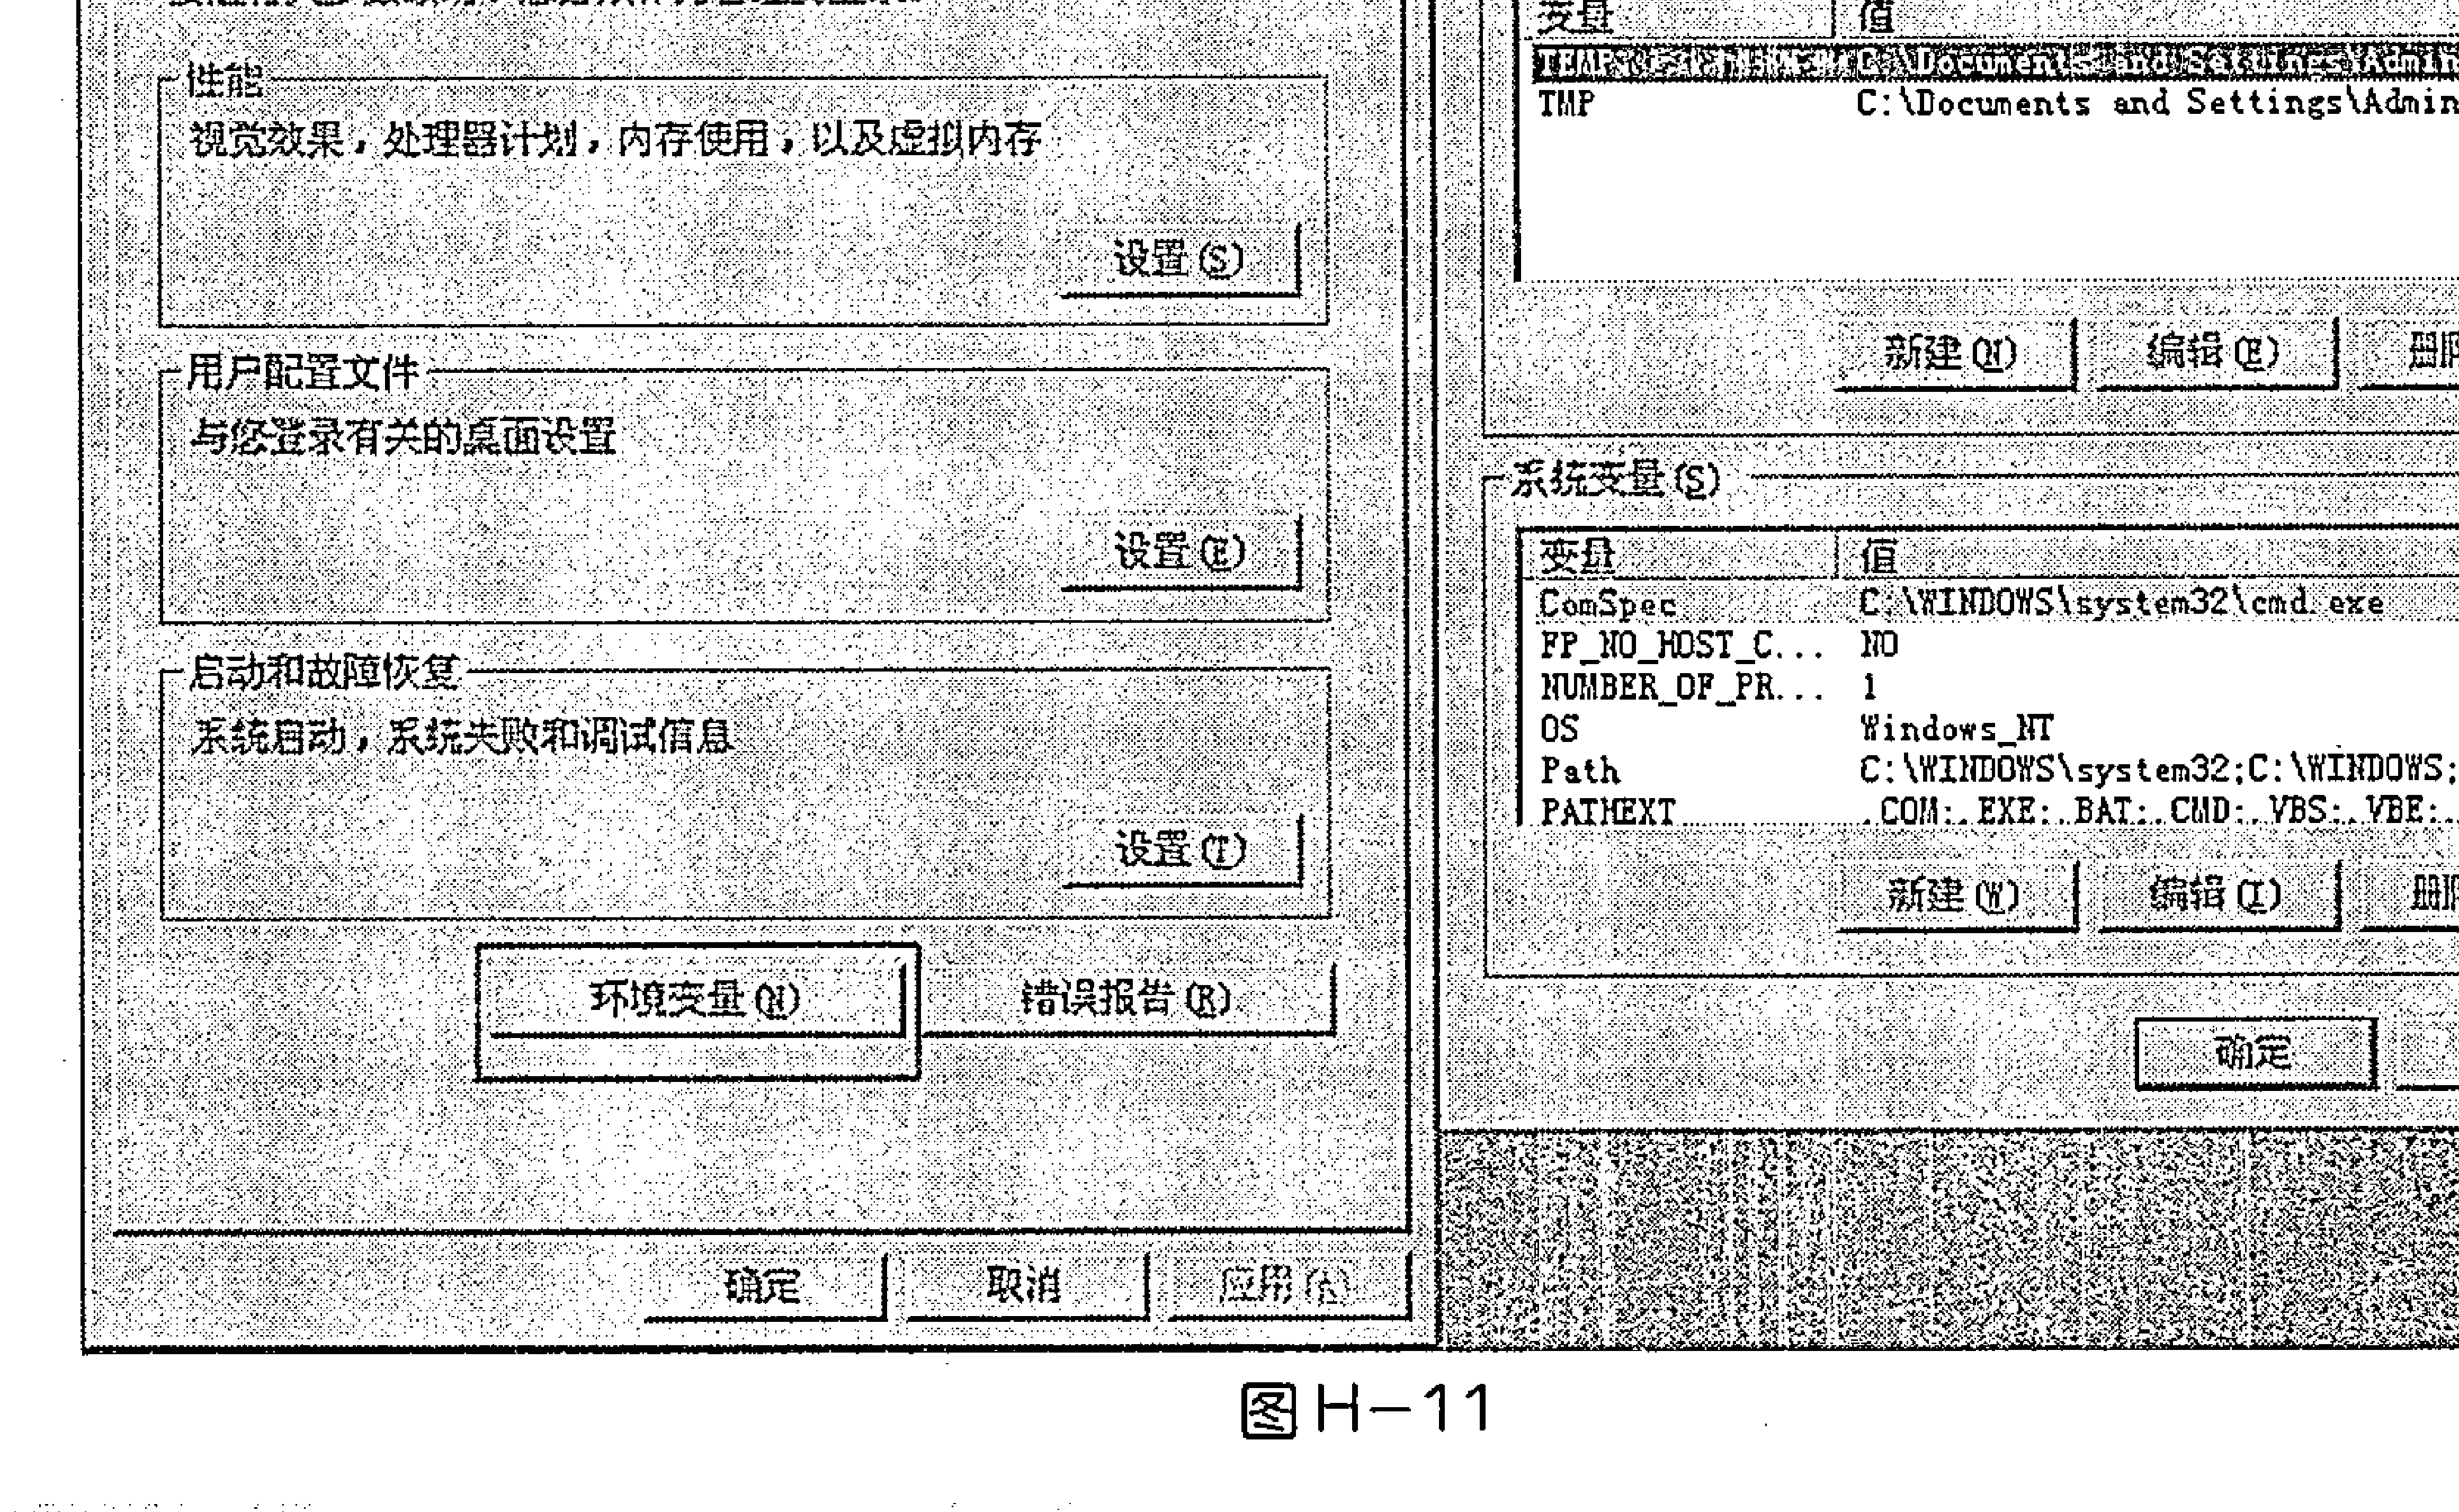 性能
视觉效果，处理器计划，内存使用，以及虚拟内存
设置(S)
用户配置文件
与您登录有关的桌面设置
设置(E)
启动和故障恢复
系统启动，系统失败和调试信息
设置(T)
环境变量(N)
错误报告(R)
确定
取消
应用(A)
变量 值
TEMP C:\Documents and Settings\Admin
TMP C:\Documents and Settings\Admin
新建(N)
编辑(E)
系统变量(S)
变量 值
ComSpec C:\WINDOWS\system32\cmd.exe
FP_NO_HOST_C... NO
NUMBER_OF_PR... 1
OS Windows_NT
Path C:\WINDOWS\system32;C:\WINDOWS;
PATHEXT .COM;.EXE;.BAT;.CMD;.VBS;.VBE;.
新建(W)
编辑(I)
确定
图 H-11